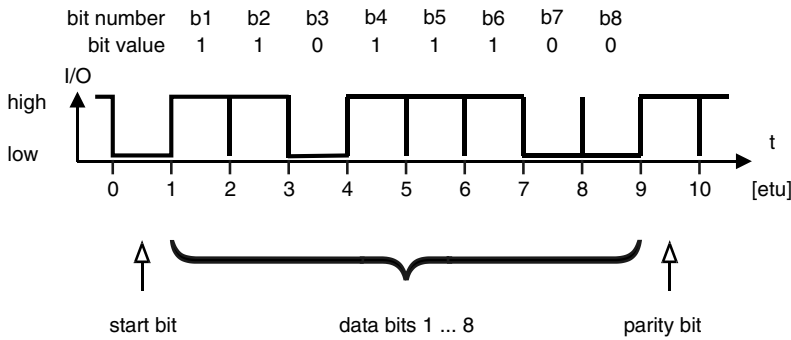 bit number b1 b2 b3 b4 b5 b6 b7 b8
bit value 1 1 0 1 1 1 0 0
I/O
high
low
t
0 1 2 3 4 5 6 7 8 9 10 [etu]
start bit data bits 1 ... 8 parity bit